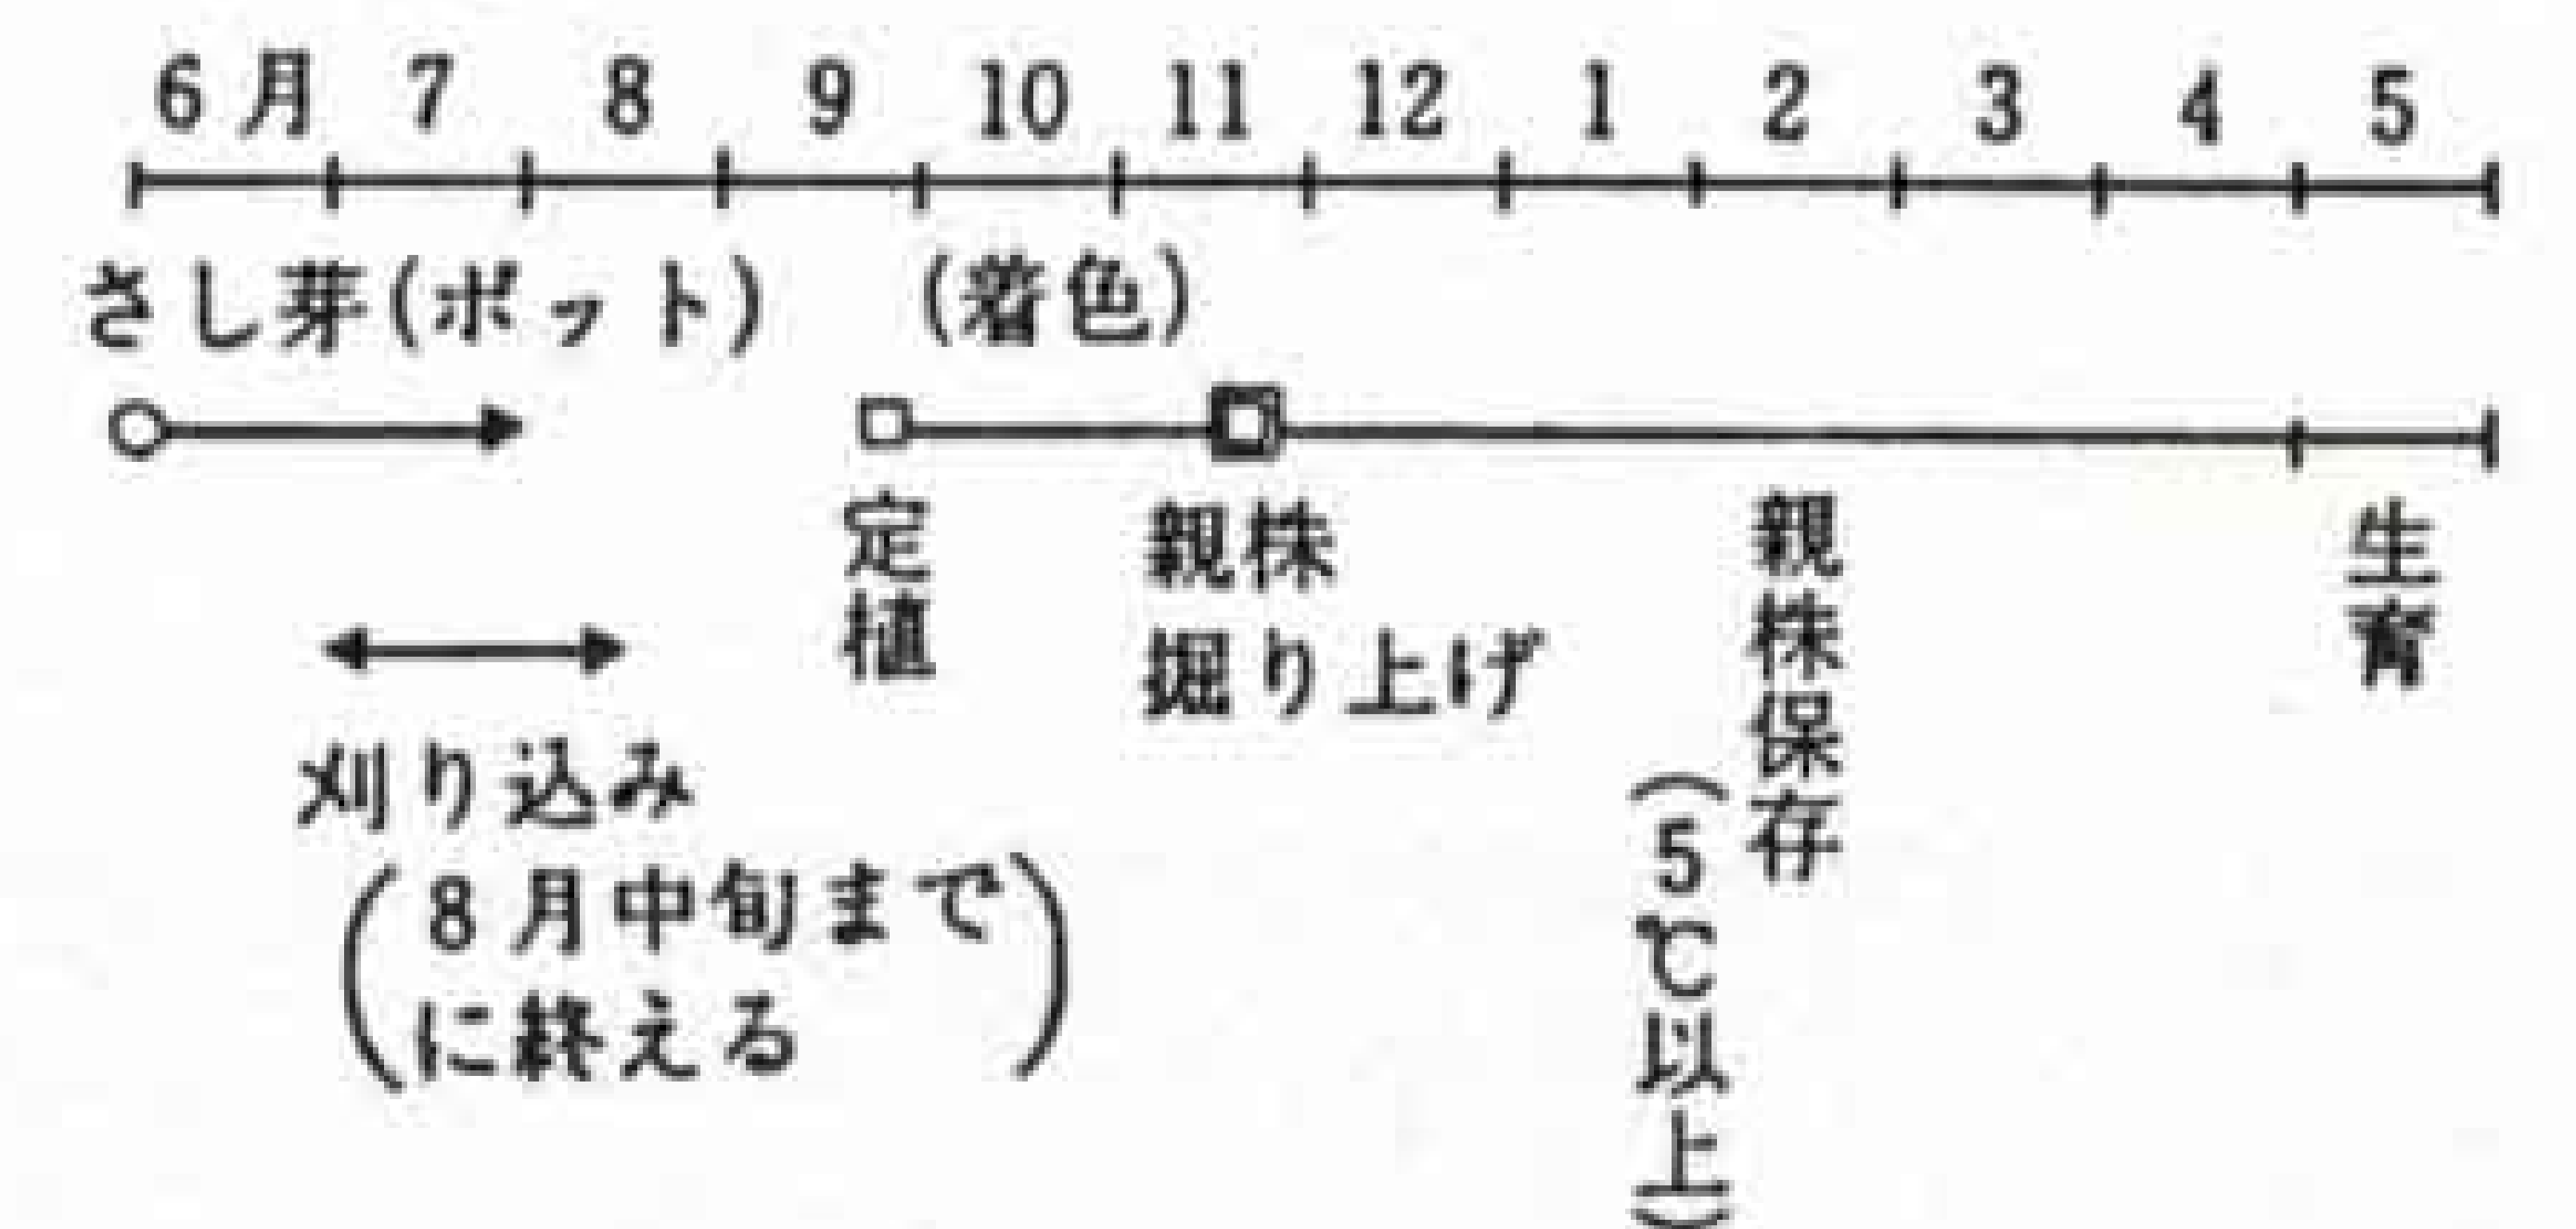 6月 7 8 9 10 11 12 1 2 3 4 5
さし芽(ポット) (着色)
定植
親株
掘り上げ
親株保存
(5℃以上)
生育
刈り込み
(8月中旬まで
に終える)